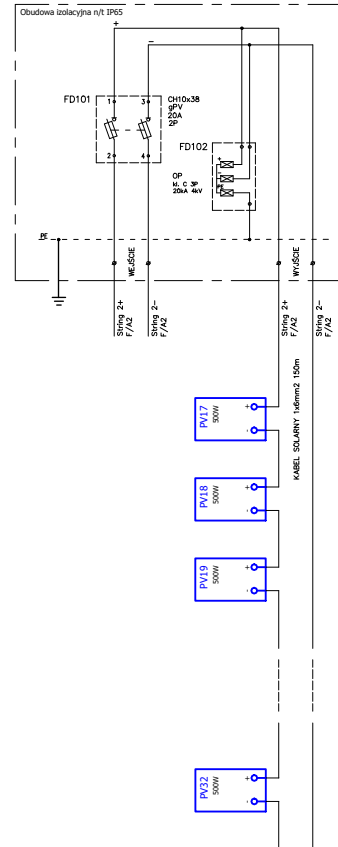 Obudowa izolacyjna n/t IP65
+
−
FD101
1
3
CH10x38
gPV
20A
2P
2
4
FD102
OP
kl. C 3P
20kA 4kV
+
-
PE
PE
WEJŚCIE
WYJŚCIE
String 2+
F/A2
String 2-
F/A2
String 2+
F/A2
String 2-
F/A2
KABEL SOLARNY 1x6mm2 150m
PV17
500W
+
-
PV18
500W
+
-
PV19
500W
+
-
PV32
500W
+
-